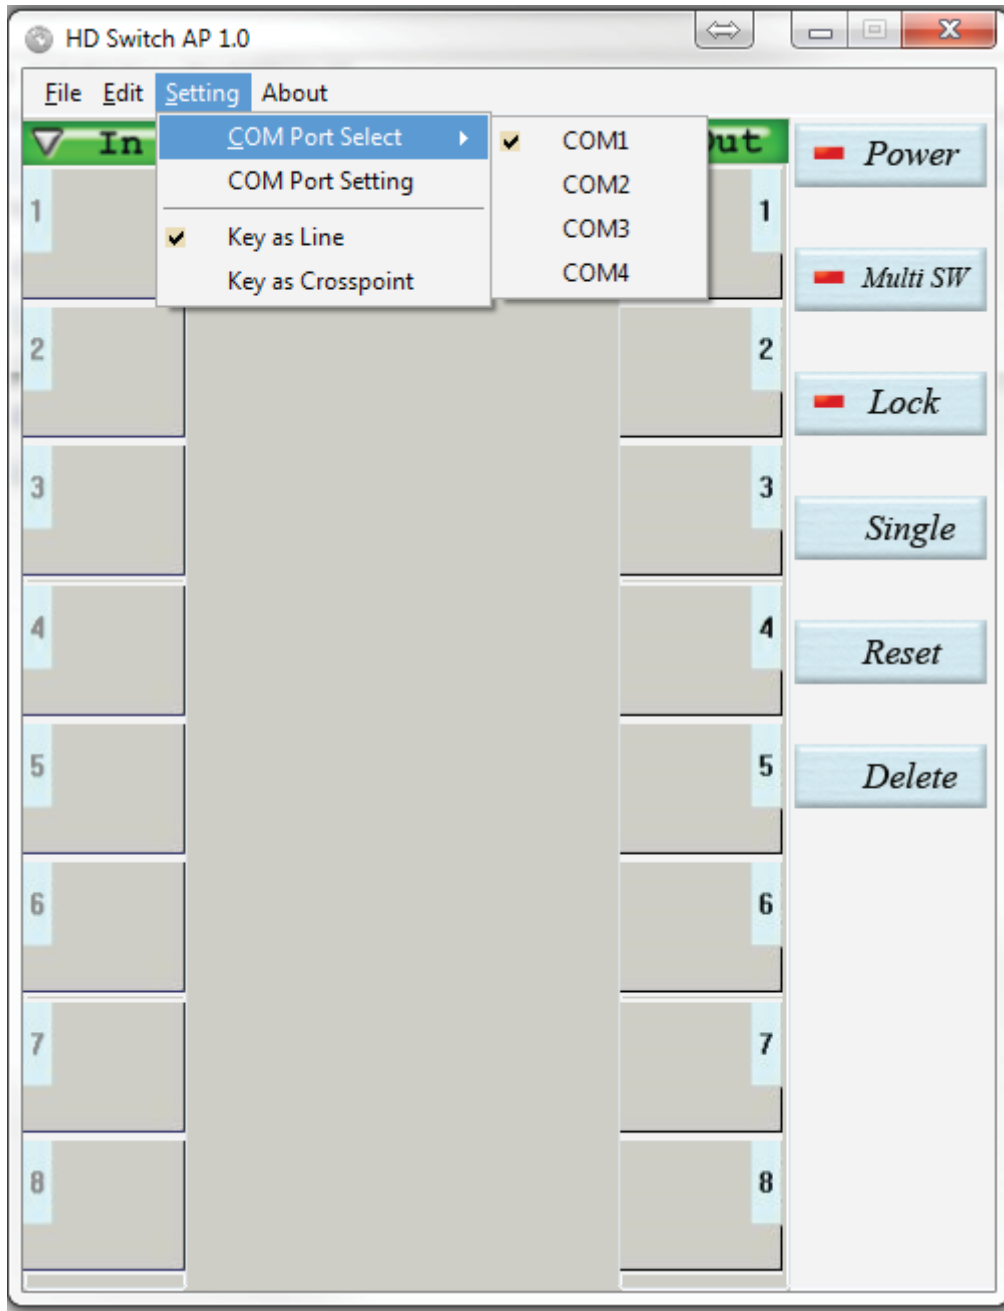 HD Switch AP 1.0
File Edit Setting About
In
COM Port Select
COM Port Setting
Key as Line
Key as Crosspoint
COM1
COM2
COM3
COM4
1
2
3
4
5
6
7
8
1
2
3
4
5
6
7
8
Power
Multi SW
Lock
Single
Reset
Delete